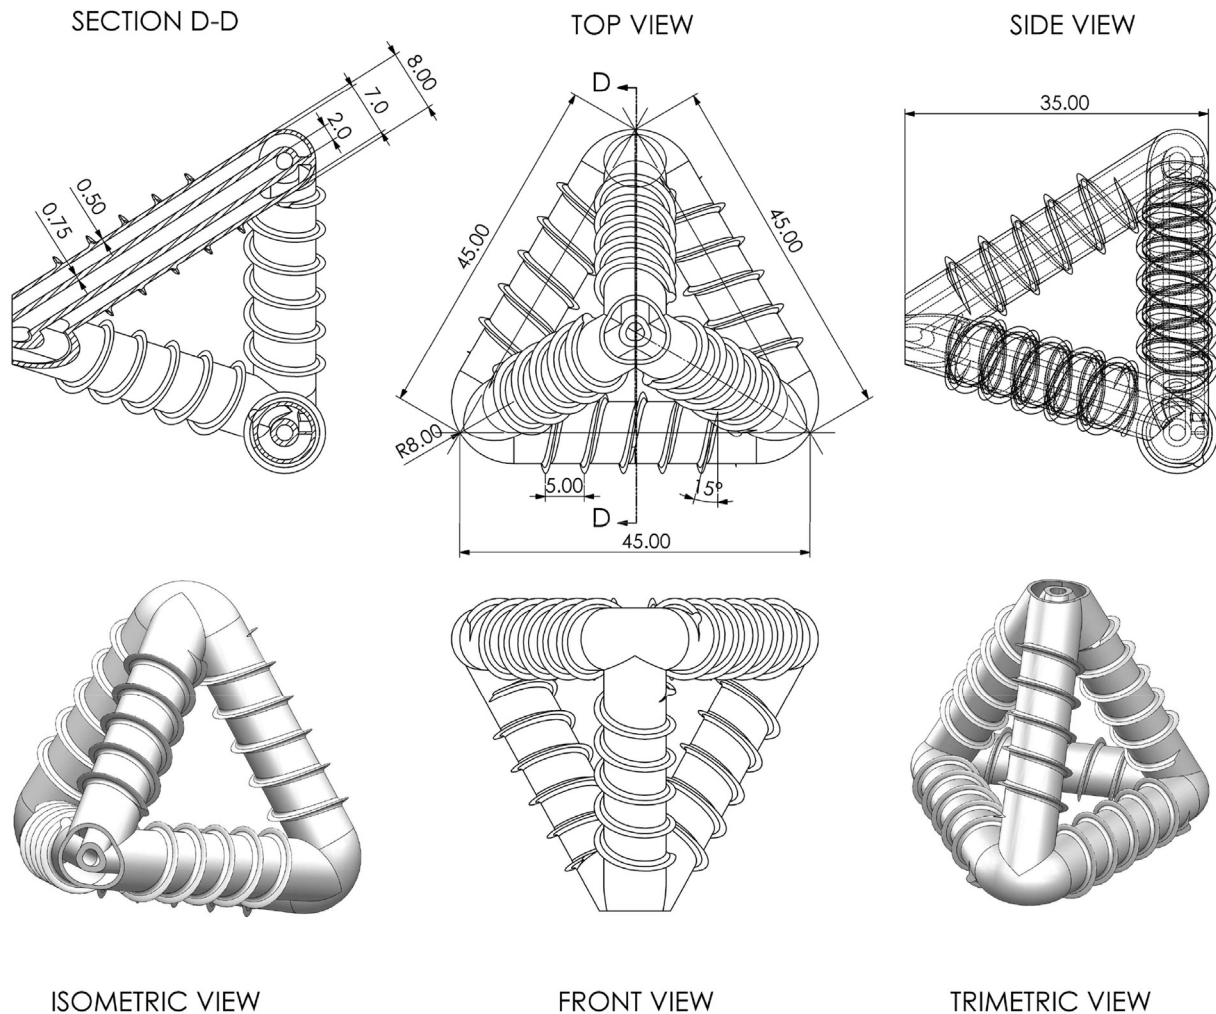 SECTION D-D
TOP VIEW
SIDE VIEW
8.00
7.0
2.0
0.50
0.75
D
45.00
45.00
R8.00
5.00
15°
D
45.00
35.00
ISOMETRIC VIEW
FRONT VIEW
TRIMETRIC VIEW